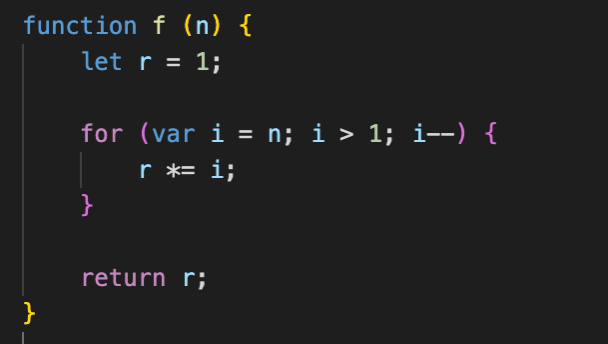 function f (n) {
    let r = 1;

    for (var i = n; i > 1; i--) {
        r *= i;
    }

    return r;
}